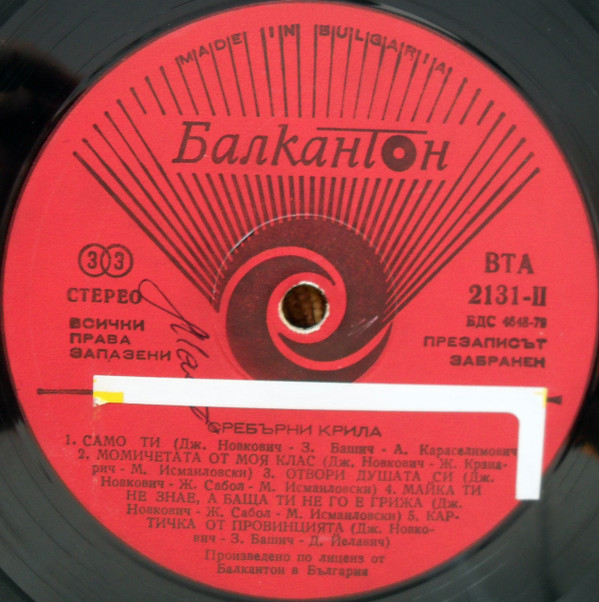 MADE IN BULGARIA
Балкантон
33
СТЕРЕО
ВСИЧКИ
ПРАВА
ЗАПАЗЕНИ
ВТА
2131-II
БДС 4648-79
ПРЕЗАПИСЪТ
ЗАБРАНЕН
СРЕБЪРНИ КРИЛА
1. САМО ТИ (Дж. Новкович - З. Башич - А. Караселимович
2. МОМИЧЕТАТА ОТ МОЯ КЛАС (Дж. Новкович - Ж. Крзна-
рич - М. Исмаиловски) 3. ОТВОРИ ДУШАТА СИ (Дж.
Новкович - Ж. Сабол - М. Исмаиловски) 4. МАЙКА ТИ
НЕ ЗНАЕ, А БАЩА ТИ НЕ ГО Е ГРИЖА (Дж.
Новкович - Ж. Сабол - М. Исмаиловски) 5. КАР-
ТИЧКА ОТ ПРОВИНЦИЯТА (Дж. Новко-
вич - З. Башич - Д. Йелавич)
Произведено по лиценз от
Балкантон в България